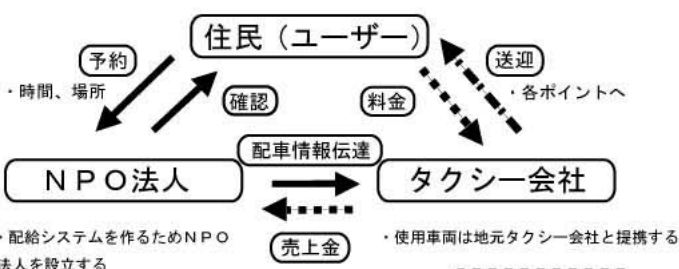 住民（ユーザー）
予約
送迎
・時間、場所
確認
料金
・各ポイントへ
配車情報伝達
ＮＰＯ法人
タクシー会社
売上金
・配給システムを作るためＮＰＯ
法人を設立する
・使用車両は地元タクシー会社と提携する